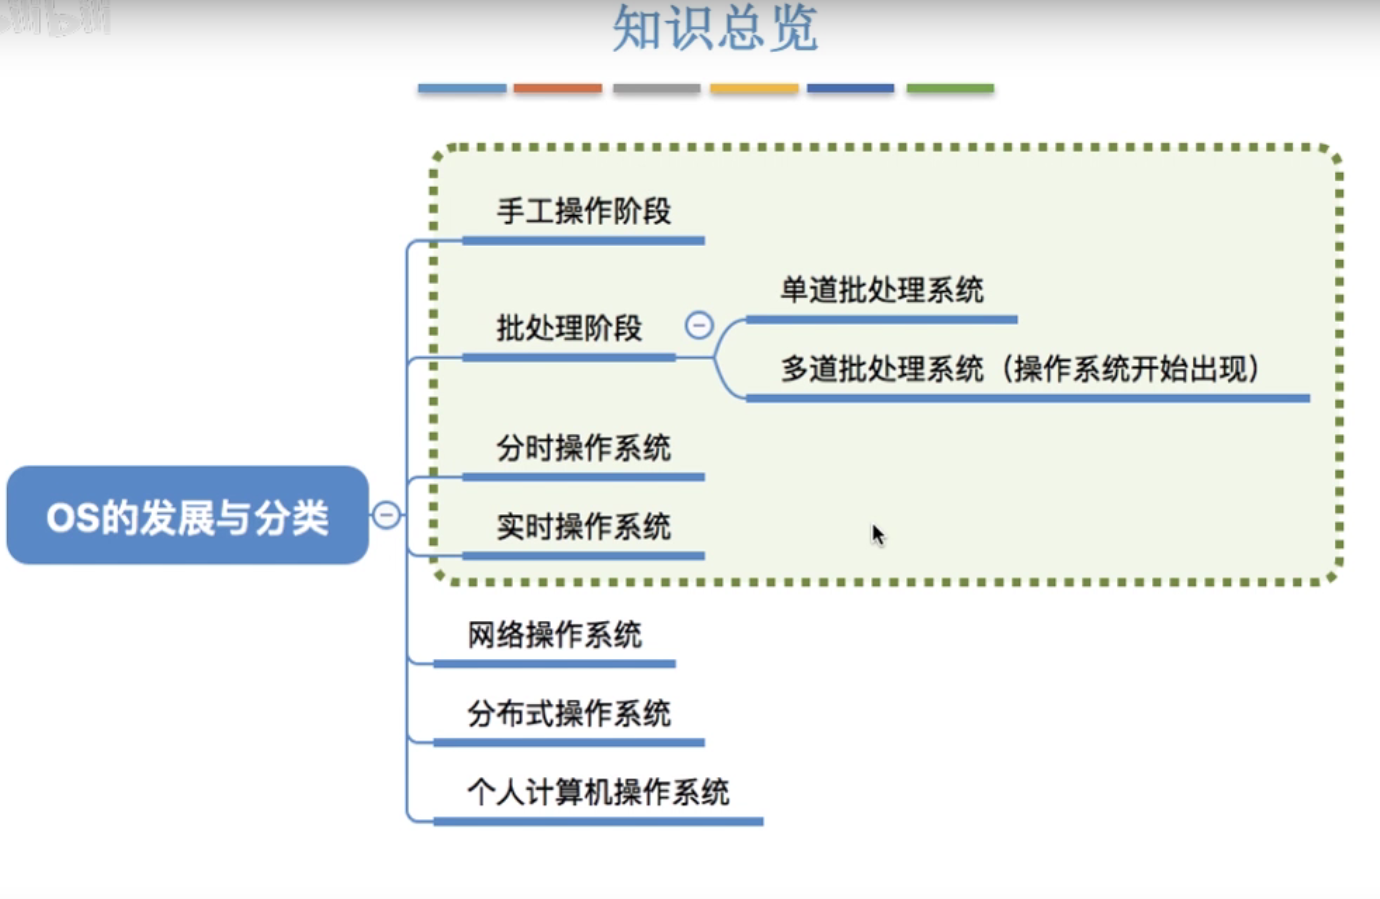 知识总览
手工操作阶段
单道批处理系统
批处理阶段
多道批处理系统（操作系统开始出现）
分时操作系统
OS的发展与分类
实时操作系统
网络操作系统
分布式操作系统
个人计算机操作系统